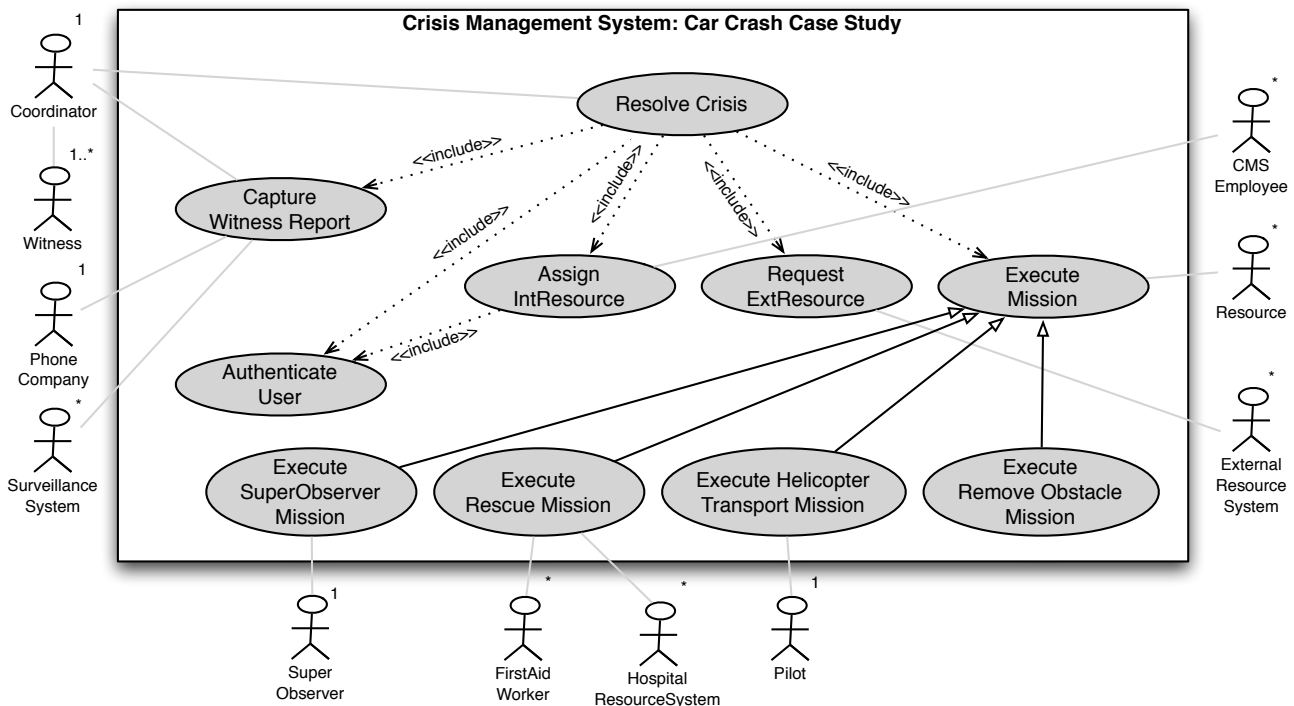 Crisis Management System: Car Crash Case Study
1
Coordinator
1..*
Witness
1
Phone
Company
*
Surveillance
System
Resolve Crisis
<<include>>
<<include>>
<<include>>
<<include>>
<<include>>
Capture
Witness Report
Assign
IntResource
Request
ExtResource
Execute
Mission
<<include>>
Authenticate
User
Execute
SuperObserver
Mission
Execute
Rescue Mission
Execute Helicopter
Transport Mission
Execute
Remove Obstacle
Mission
*
CMS
Employee
*
Resource
*
External
Resource
System
1
Super
Observer
*
FirstAid
Worker
*
Hospital
ResourceSystem
1
Pilot